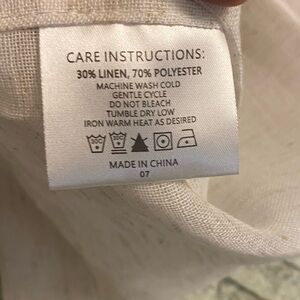 CARE INSTRUCTIONS:
30% LINEN, 70% POLYESTER
MACHINE WASH COLD
GENTLE CYCLE
DO NOT BLEACH
TUMBLE DRY LOW
IRON WARM HEAT AS DESIRED
MADE IN CHINA
07